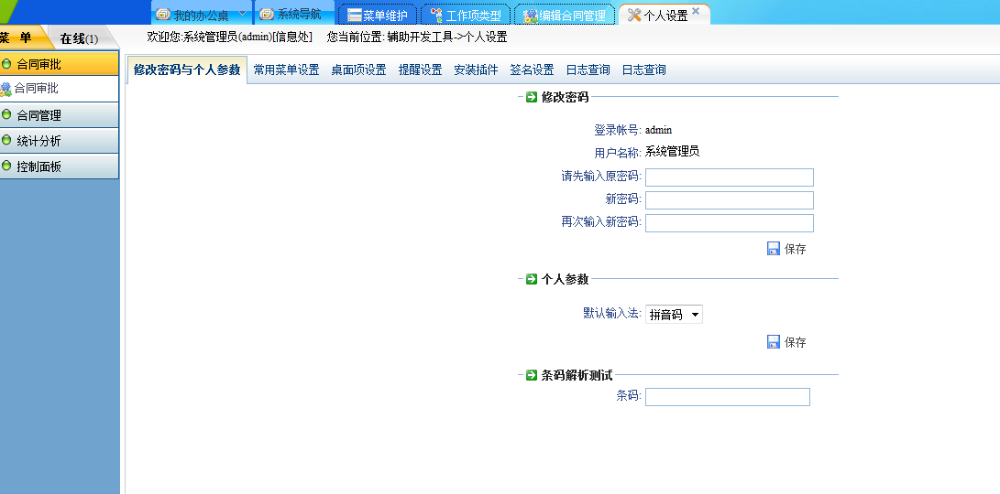 我的办公桌 系统导航 菜单维护 工作项类型 编辑合同管理 个人设置
菜 单 在线(1) 欢迎您:系统管理员(admin)[信息处] 您当前位置: 辅助开发工具->个人设置
合同审批
合同审批
合同管理
统计分析
控制面板
修改密码与个人参数 常用菜单设置 桌面项设置 提醒设置 安装插件 签名设置 日志查询 日志查询
修改密码
登录帐号: admin
用户名称: 系统管理员
请先输入原密码:
新密码:
再次输入新密码:
保存
个人参数
默认输入法: 拼音码
保存
条码解析测试
条码: